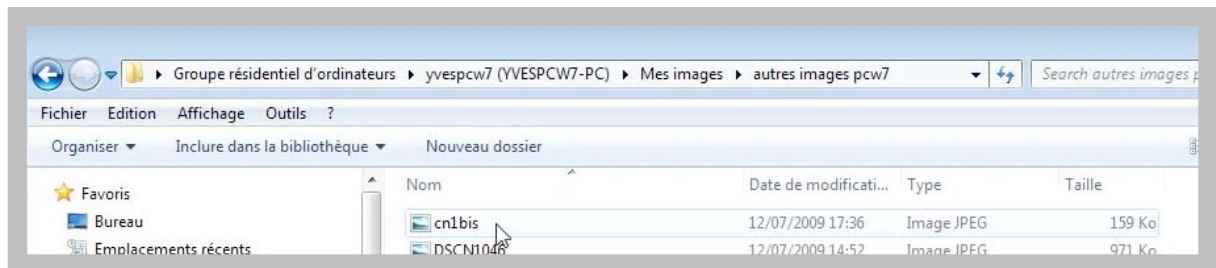 Groupe résidentiel d'ordinateurs yvespcw7 (YVESPCW7-PC) Mes images autres images pcw7 Search autres images
Fichier Edition Affichage Outils ?
Organiser Inclure dans la bibliothèque Nouveau dossier
Favoris Nom Date de modificati... Type Taille
Bureau cn1bis 12/07/2009 17:36 Image JPEG 159 Ko
Emplacements récents DSCN1046 12/07/2009 14:52 Image JPEG 971 Ko